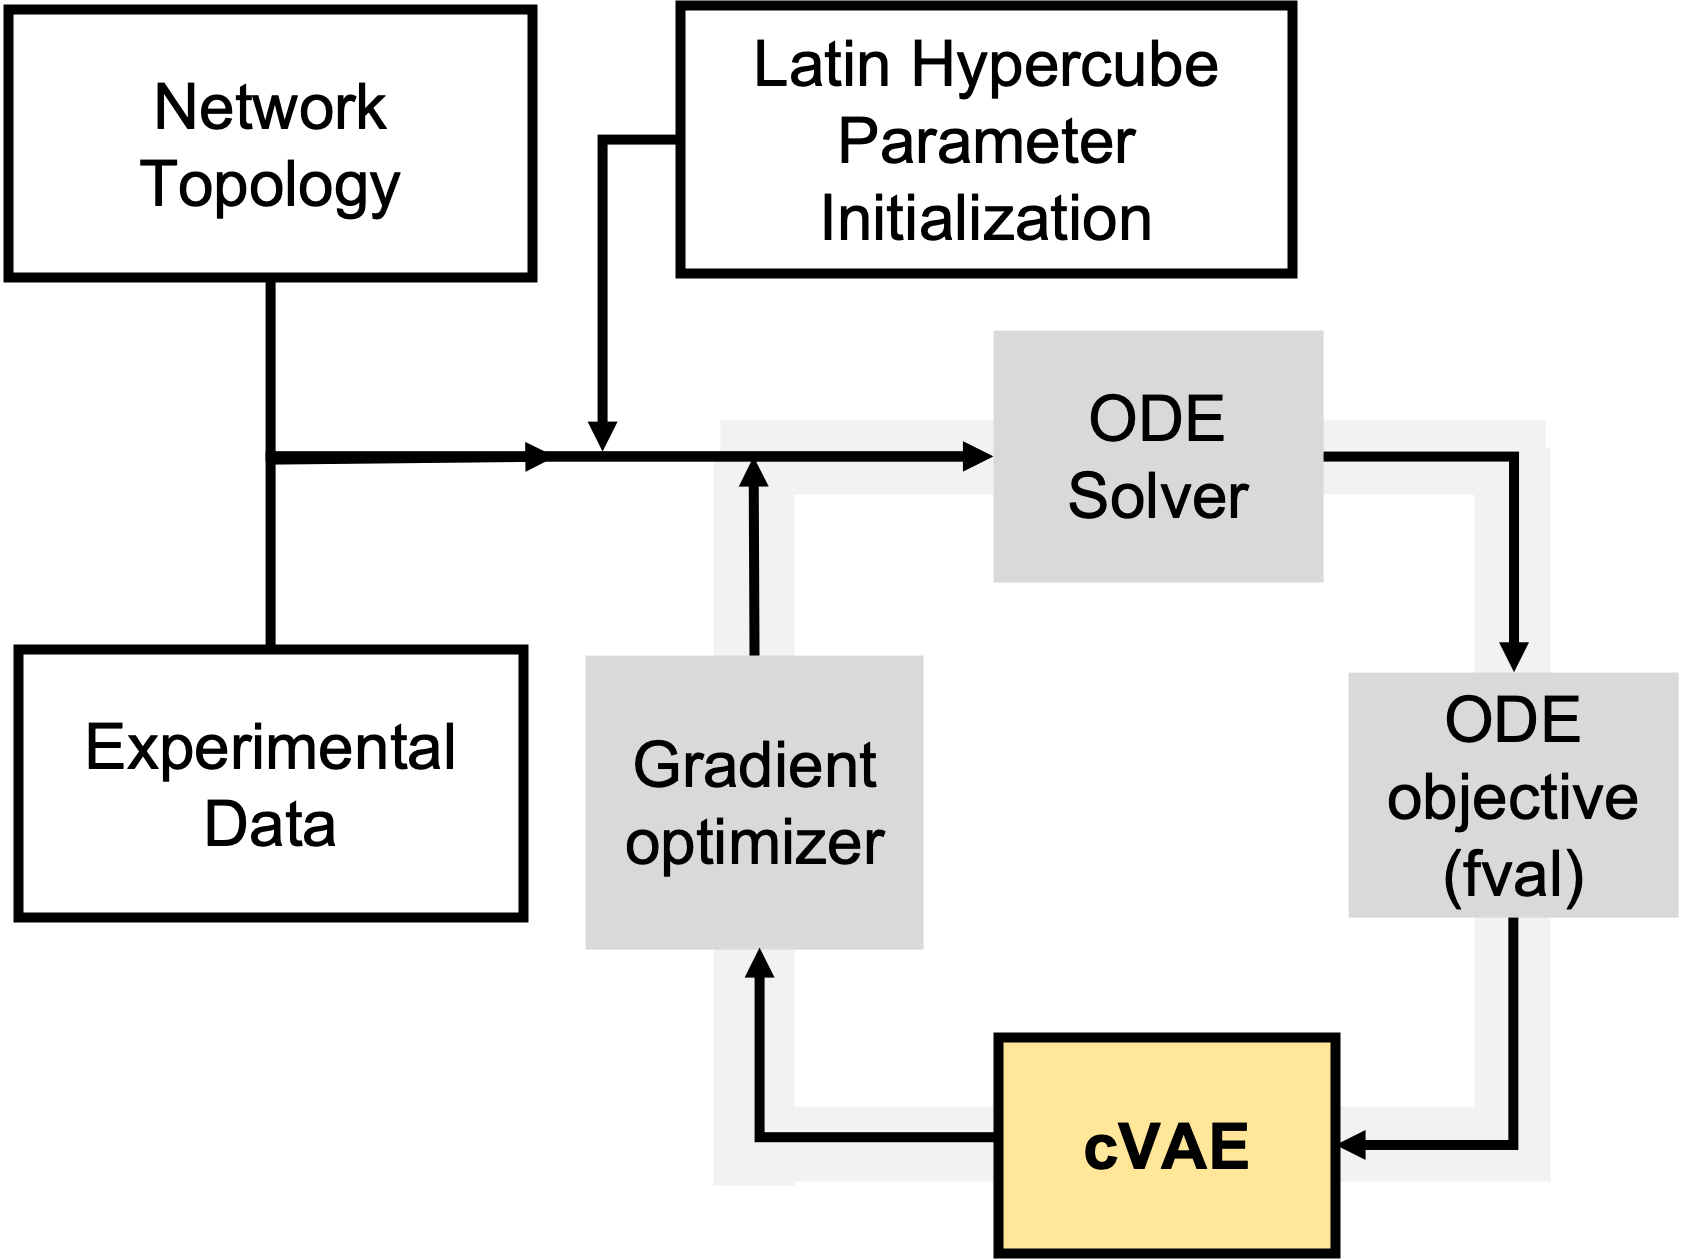 Network
Topology
Latin Hypercube
Parameter
Initialization
ODE
Solver
Experimental
Data
Gradient
optimizer
ODE
objective
(fval)
cVAE